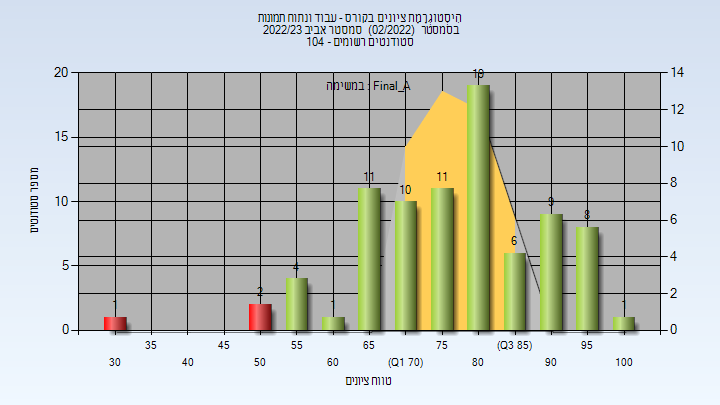 היסטוגרמת ציונים בקורס - עבוד ונתוח תמונות
בסמסטר (02/2022) סמסטר אביב 2022/23
סטודנטים רשומים - 104
במשימה : Final_A
20 15 10 5 0
14 12 10 8 6 4 2 0
1 2 4 1 11 10 11 19 6 9 8 1
מספר סטודנטים
35 45 55 65 75 (Q3 85) 95
30 40 50 60 (Q1 70) 80 90 100
טווח ציונים